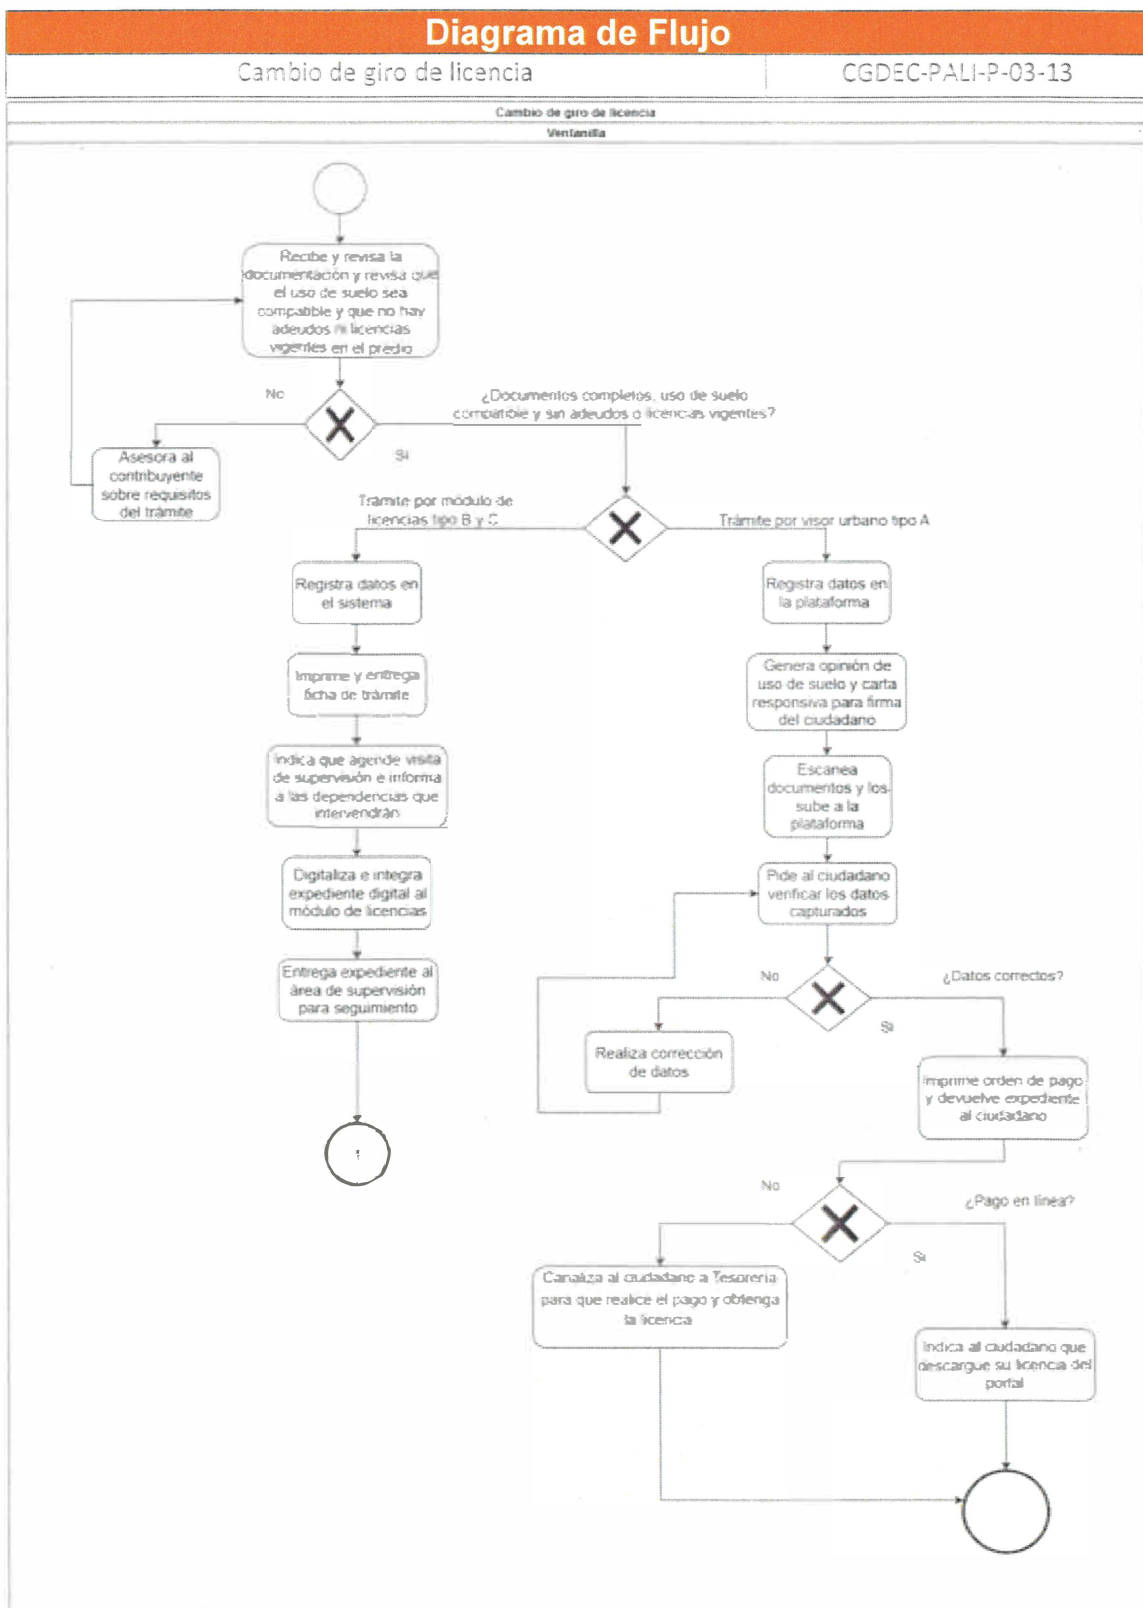 Diagrama de Flujo
Cambio de giro de licencia
CGDEC-PALI-P-03-13
Cambio de giro de licencia
Ventanilla
Recibe y revisa la
documentación y revisa que
el uso de suelo sea
compatible y que no hay
adeudos ni licencias
vigentes en el predio
No
¿Documentos completos, uso de suelo
compatible y sin adeudos o licencias vigentes?
Si
Asesora al
contribuyente
sobre requisitos
del trámite
Trámite por módulo de
licencias tipo B y C
Trámite por visor urbano tipo A
Registra datos en
el sistema
Registra datos en
la plataforma
Imprime y entrega
ficha de trámite
Genera opinión de
uso de suelo y carta
responsiva para firma
del ciudadano
Indica que agende visita
de supervisión e informa
a las dependencias que
intervendrán
Escanea
documentos y los
sube a la
plataforma
Digitaliza e integra
expediente digital al
módulo de licencias
Pide al ciudadano
verificar los datos
capturados
Entrega expediente al
área de supervisión
para seguimiento
No
¿Datos correctos?
Si
Realiza corrección
de datos
Imprime orden de pago
y devuelve expediente
al ciudadano
1
No
¿Pago en línea?
Si
Canaliza al ciudadano a Tesorería
para que realice el pago y obtenga
la licencia
Indica al ciudadano que
descargue su licencia del
portal